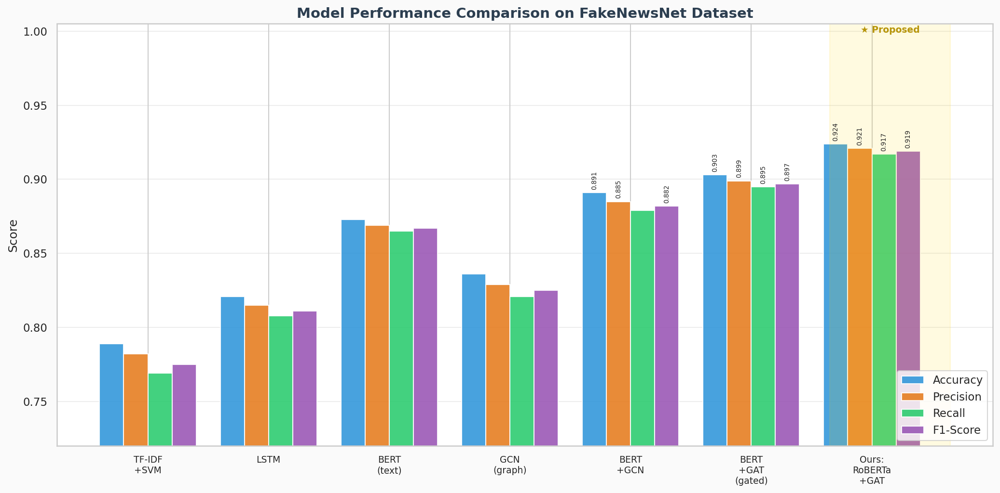 Model Performance Comparison on FakeNewsNet Dataset
★ Proposed
Score
1.00
0.95
0.90
0.85
0.80
0.75
0.891
0.885
0.882
0.903
0.899
0.895
0.897
0.924
0.921
0.917
0.919
Accuracy
Precision
Recall
F1-Score
TF-IDF
+SVM
LSTM
BERT
(text)
GCN
(graph)
BERT
+GCN
BERT
+GAT
(gated)
Ours:
RoBERTa
+GAT